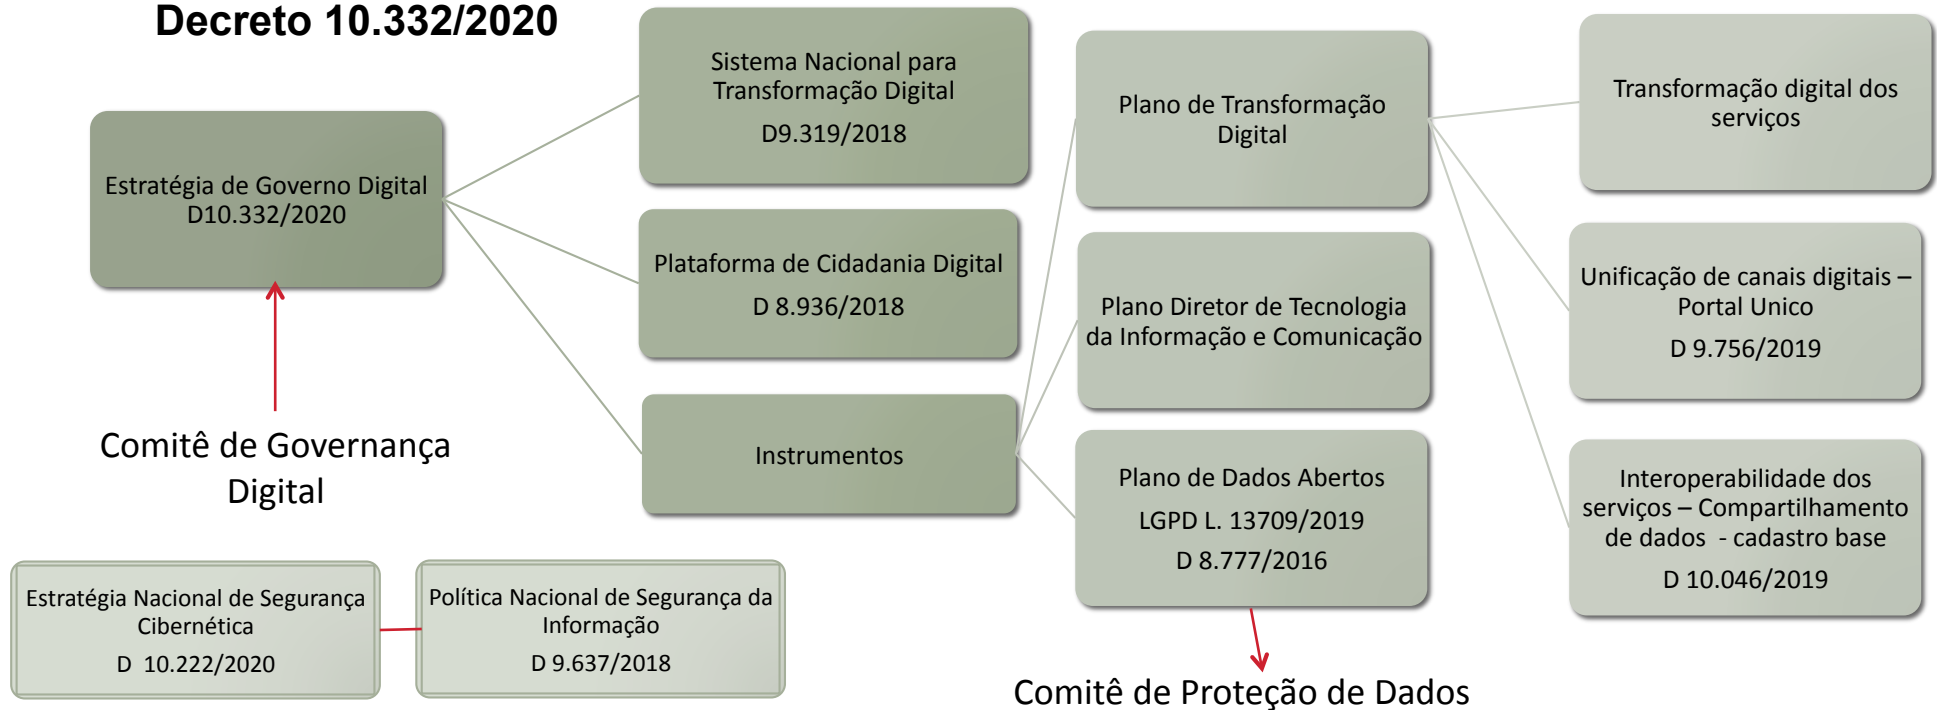 Decreto 10.332/2020
Estratégia de Governo Digital
D10.332/2020
Comitê de Governança
Digital
Sistema Nacional para
Transformação Digital
D9.319/2018
Plataforma de Cidadania Digital
D 8.936/2018
Instrumentos
Plano de Transformação
Digital
Plano Diretor de Tecnologia
da Informação e Comunicação
Plano de Dados Abertos
LGPD L. 13709/2019
D 8.777/2016
Comitê de Proteção de Dados
Transformação digital dos
serviços
Unificação de canais digitais –
Portal Unico
D 9.756/2019
Interoperabilidade dos
serviços – Compartilhamento
de dados - cadastro base
D 10.046/2019
Estratégia Nacional de Segurança
Cibernética
D 10.222/2020
Política Nacional de Segurança da
Informação
D 9.637/2018